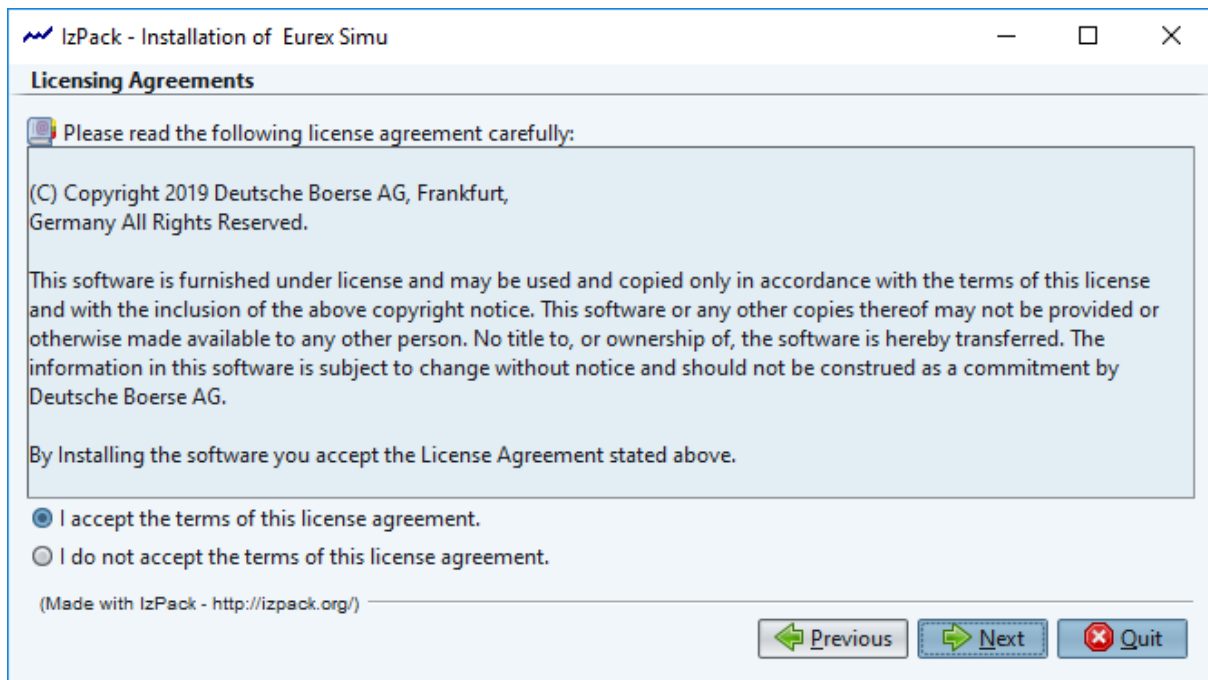 IzPack - Installation of  Eurex Simu
Licensing Agreements
Please read the following license agreement carefully:
(C) Copyright 2019 Deutsche Boerse AG, Frankfurt,
Germany All Rights Reserved.
This software is furnished under license and may be used and copied only in accordance with the terms of this license
and with the inclusion of the above copyright notice. This software or any other copies thereof may not be provided or
otherwise made available to any other person. No title to, or ownership of, the software is hereby transferred. The
information in this software is subject to change without notice and should not be construed as a commitment by
Deutsche Boerse AG.
By Installing the software you accept the License Agreement stated above.
I accept the terms of this license agreement.
I do not accept the terms of this license agreement.
(Made with IzPack - http://izpack.org/)
Previous Next Quit